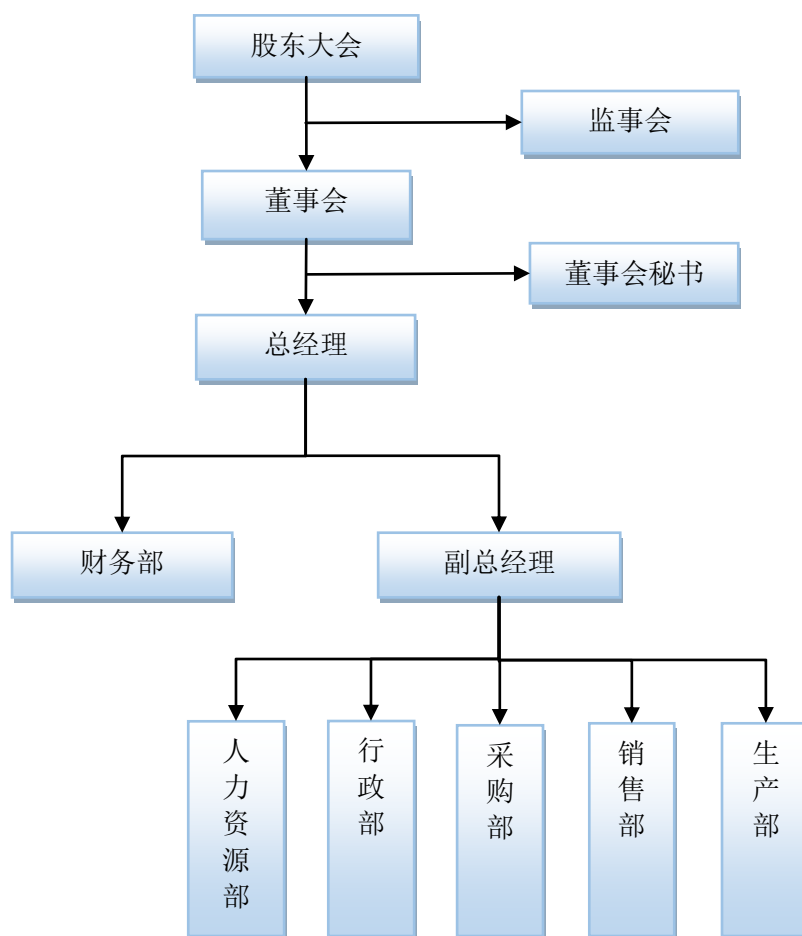 股东大会
监事会
董事会
董事会秘书
总经理
财务部
副总经理
人力资源部
行政部
采购部
销售部
生产部